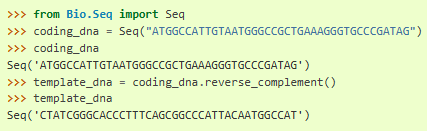 >>> from Bio.Seq import Seq
>>> coding_dna = Seq("ATGGCCATTGTAATGGGCCGCTGAAAGGGTGCCCGATAG")
>>> coding_dna
Seq('ATGGCCATTGTAATGGGCCGCTGAAAGGGTGCCCGATAG')
>>> template_dna = coding_dna.reverse_complement()
>>> template_dna
Seq('CTATCGGGCACCCTTTCAGCGGCCCATTACAATGGCCAT')